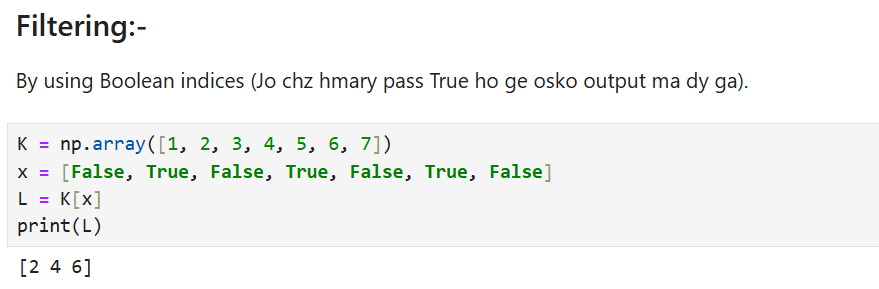 Filtering:-
By using Boolean indices (Jo chz hmary pass True ho ge osko output ma dy ga).
K = np.array([1, 2, 3, 4, 5, 6, 7])
x = [False, True, False, True, False, True, False]
L = K[x]
print(L)
[2 4 6]